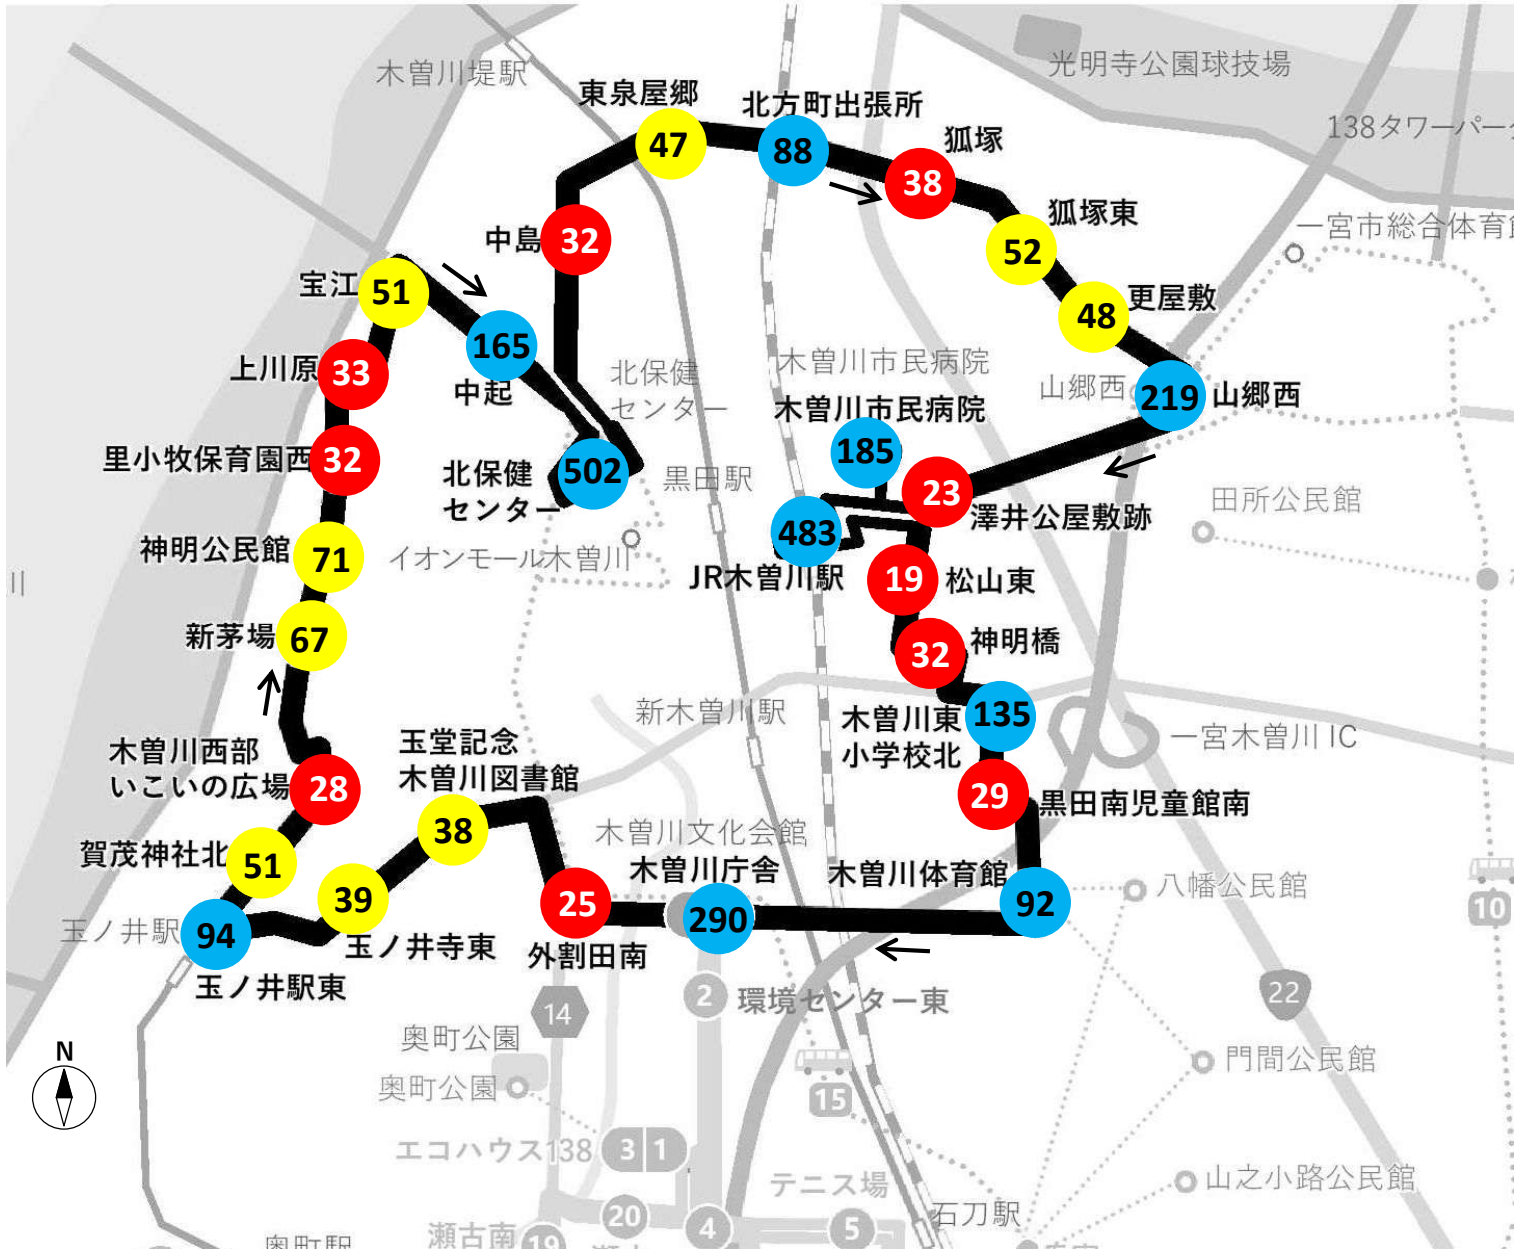 木曽川堤駅
光明寺公園球技場
東泉屋郷
北方町出張所
138タワーパーク
狐塚
47
88
38
狐塚東
一宮市総合体育館
中島
32
52
宝江
51
更屋敷
48
165
中起
上川原
33
北保健
センター
木曽川市民病院
木曽川市民病院
山郷西
219
山郷西
185
里小牧保育園西
32
北保健
センター
502
黒田駅
23
澤井公屋敷跡
田所公民館
483
JR木曽川駅
神明公民館
71
イオンモール木曽川
19
松山東
川
新茅場
67
32
神明橋
新木曽川駅
木曽川東
小学校北
135
一宮木曽川 IC
木曽川西部
いこいの広場
28
玉堂記念
木曽川図書館
38
29
黒田南児童館南
木曽川文化会館
賀茂神社北
51
木曽川庁舎
290
木曽川体育館
92
八幡公民館
10
39
25
玉ノ井駅
94
玉ノ井寺東
外割田南
玉ノ井駅東
2
環境センター東
22
14
N
奥町公園
奥町公園
門間公民館
15
エコハウス138
3
1
テニス場
山之小路公民館
20
4
5
石刀駅
瀬古南
19
奥町駅